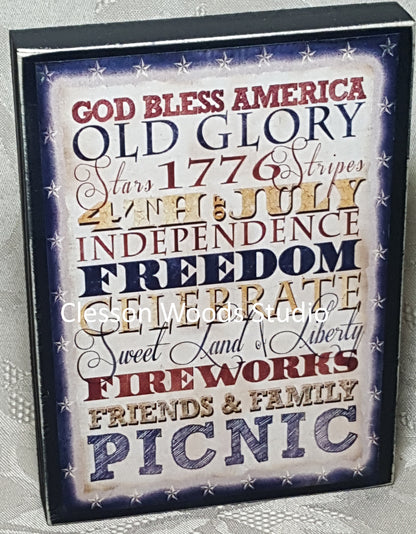 GOD BLESS AMERICA
OLD GLORY
Stars 1776 Stripes
4TH OF JULY
INDEPENDENCE
FREEDOM
CELEBRATE
Clesson Woods Studio
Sweet Land of Liberty
FIREWORKS
FRIENDS & FAMILY
PICNIC